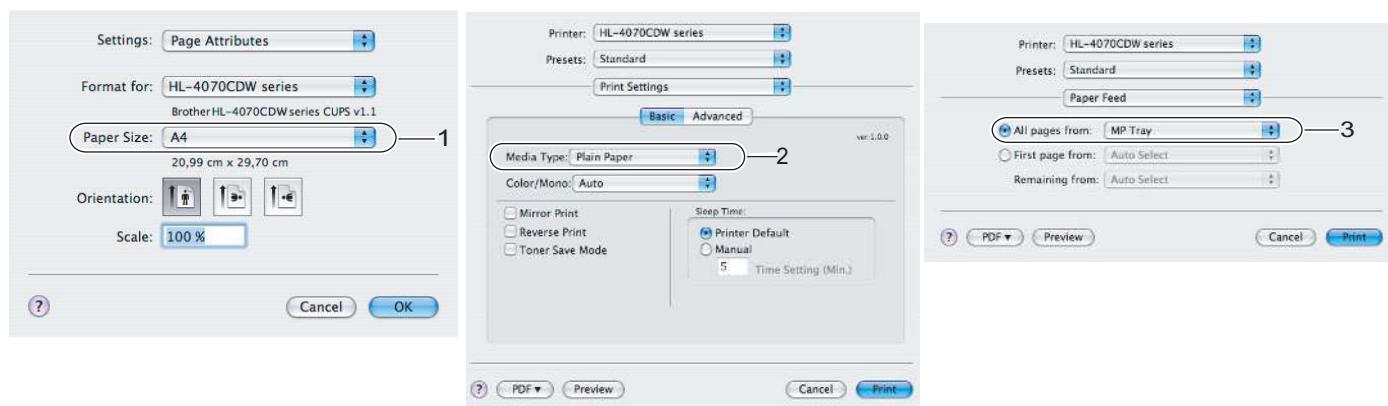 Settings: Page Attributes
Format for: HL-4070CDW series
Brother HL-4070CDW series CUPS v1.1
Paper Size: A4
1
20,99 cm x 29,70 cm
Orientation:
Scale: 100 %
?
Cancel
OK
Printer: HL-4070CDW series
Presets: Standard
Print Settings
Basic Advanced
ver.1.0.0
Media Type: Plain Paper
2
Color/Mono: Auto
Mirror Print
Reverse Print
Toner Save Mode
Sleep Time:
Printer Default
Manual
5 Time Setting (Min.)
? PDF Preview Cancel Print
Printer: HL-4070CDW series
Presets: Standard
Paper Feed
All pages from: MP Tray
3
First page from: Auto Select
Remaining from: Auto Select
? PDF Preview Cancel Print